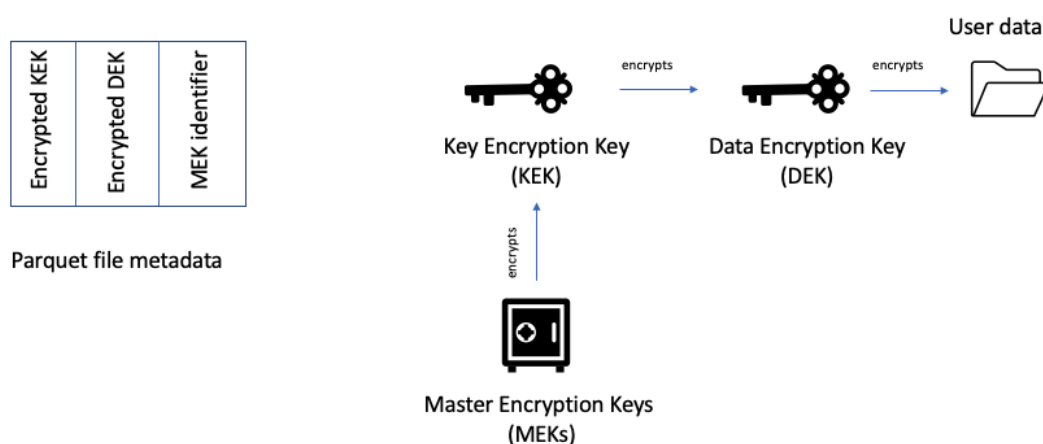 Encrypted KEK
Encrypted DEK
MEK identifier
Parquet file metadata
User data
encrypts
encrypts
Key Encryption Key
(KEK)
Data Encryption Key
(DEK)
encrypts
Master Encryption Keys
(MEKs)